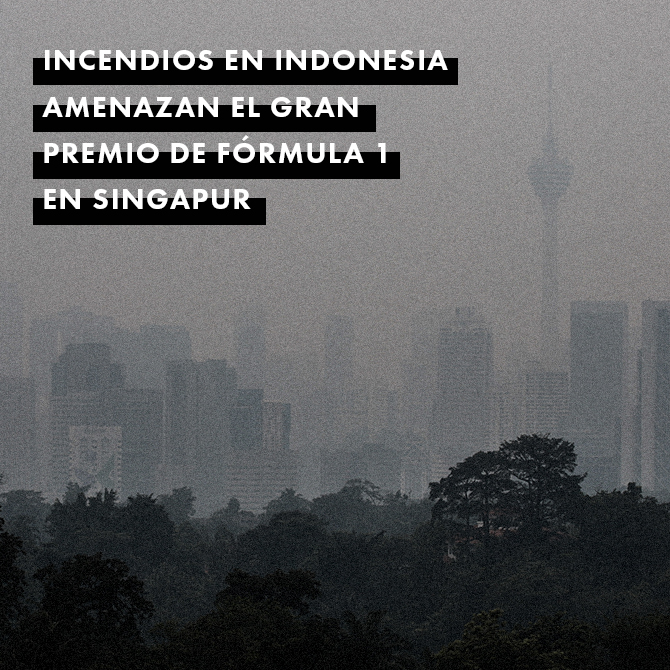 INCENDIOS EN INDONESIA
AMENAZAN EL GRAN
PREMIO DE FÓRMULA 1
EN SINGAPUR